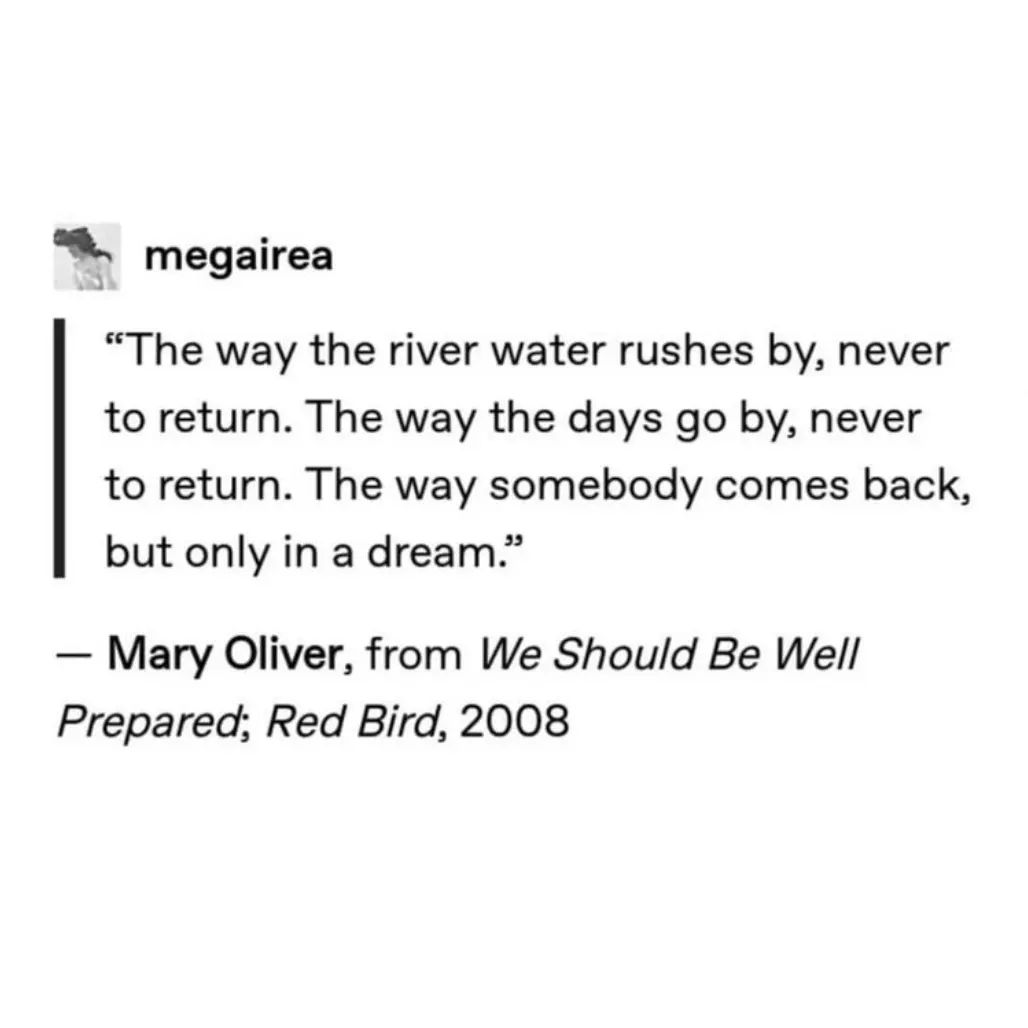 megairea
“The way the river water rushes by, never
to return. The way the days go by, never
to return. The way somebody comes back,
but only in a dream.”
— Mary Oliver, from We Should Be Well
Prepared; Red Bird, 2008